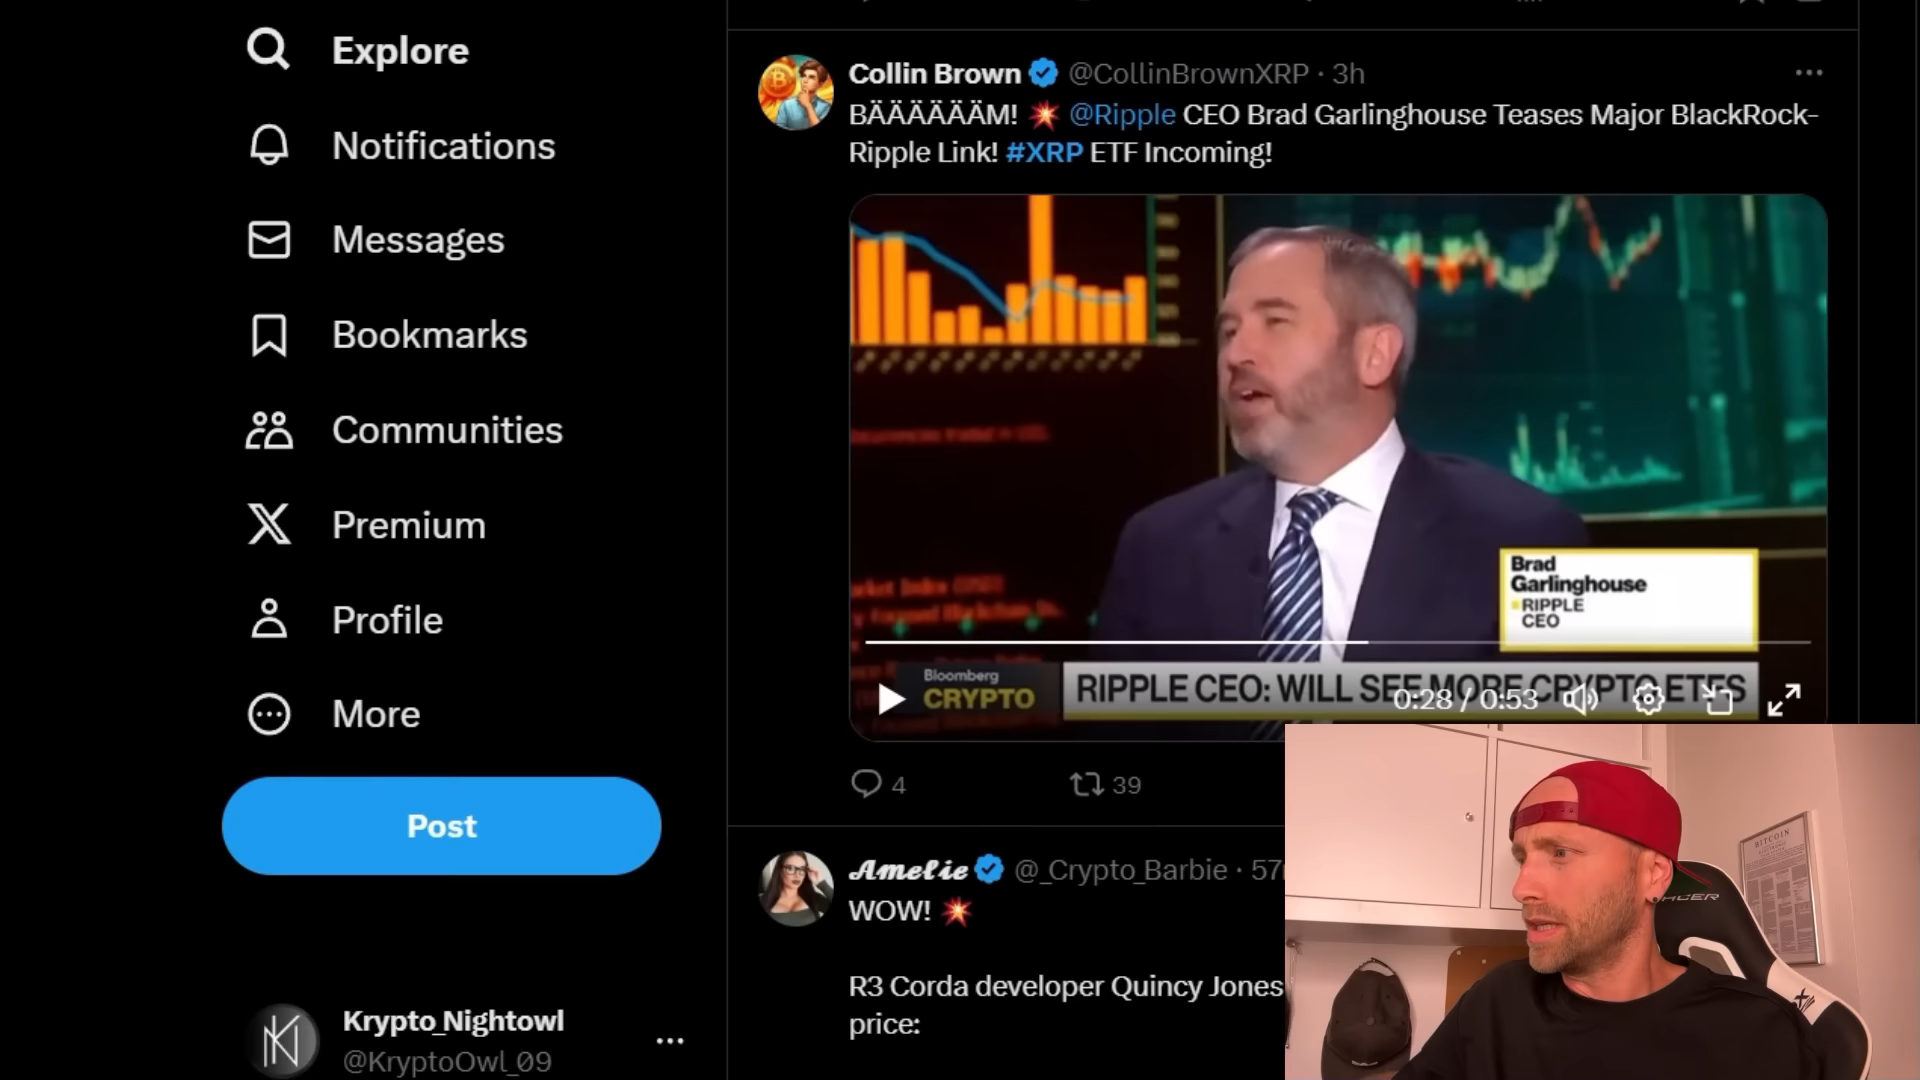 Explore
Notifications
Messages
Bookmarks
Communities
Premium
Profile
More
Post
Krypto_Nightowl
@KryptoOwl_09
Collin Brown @CollinBrownXRP · 3h
BÄÄÄÄÄÄM! 💥 @Ripple CEO Brad Garlinghouse Teases Major BlackRock-
Ripple Link! #XRP ETF Incoming!
Brad
Garlinghouse
RIPPLE
CEO
Bloomberg
CRYPTO
RIPPLE CEO: WILL SEE MORE CRYPTO ETFS
0:28 / 0:53
4
39
𝓐𝓶𝓮𝓵𝓲𝓮 @_Crypto_Barbie · 57
WOW! 💥
R3 Corda developer Quincy Jones
price:
BITCOIN